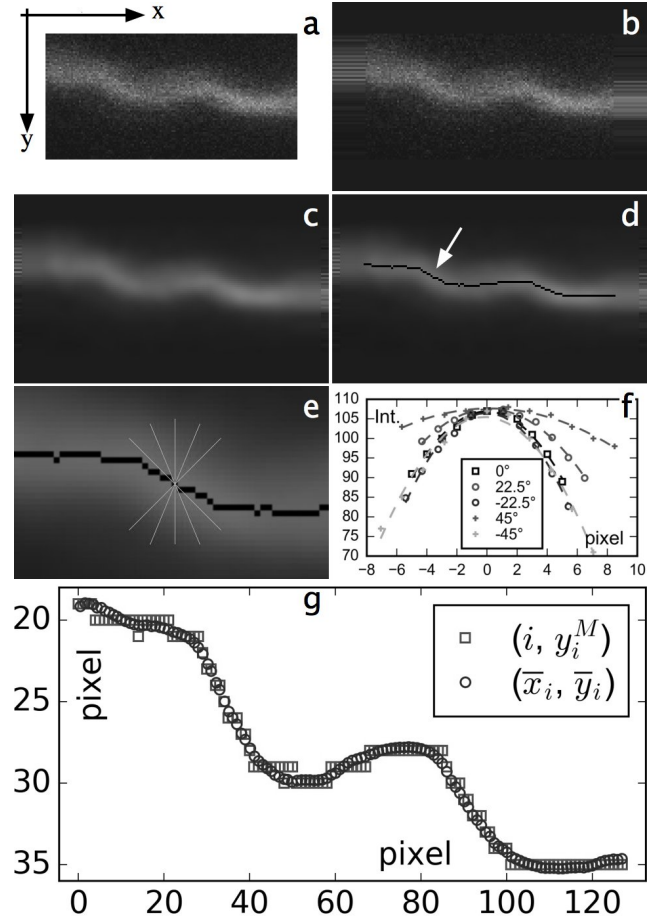 x
a
b
y
c
d
e
f
110
105
100
95
90
85
80
75
70
Int.
0°
22.5°
-22.5°
45°
-45°
pixel
−8 −6 −4 −2 0 2 4 6 8 10
g
20
25
30
35
pixel
(i, y_i^M)
(x̅_i, y̅_i)
pixel
0 20 40 60 80 100 120